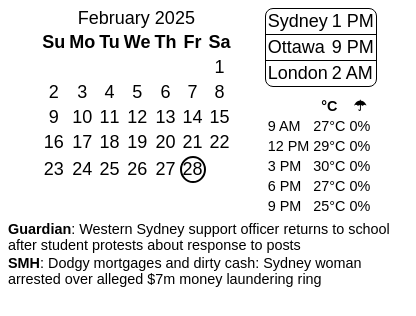 February 2025
Su Mo Tu We Th Fr Sa
1
2 3 4 5 6 7 8
9 10 11 12 13 14 15
16 17 18 19 20 21 22
23 24 25 26 27 28
Sydney 1 PM
Ottawa 9 PM
London 2 AM
°C ☂
9 AM 27°C 0%
12 PM 29°C 0%
3 PM 30°C 0%
6 PM 27°C 0%
9 PM 25°C 0%
Guardian: Western Sydney support officer returns to school
after student protests about response to posts
SMH: Dodgy mortgages and dirty cash: Sydney woman
arrested over alleged $7m money laundering ring